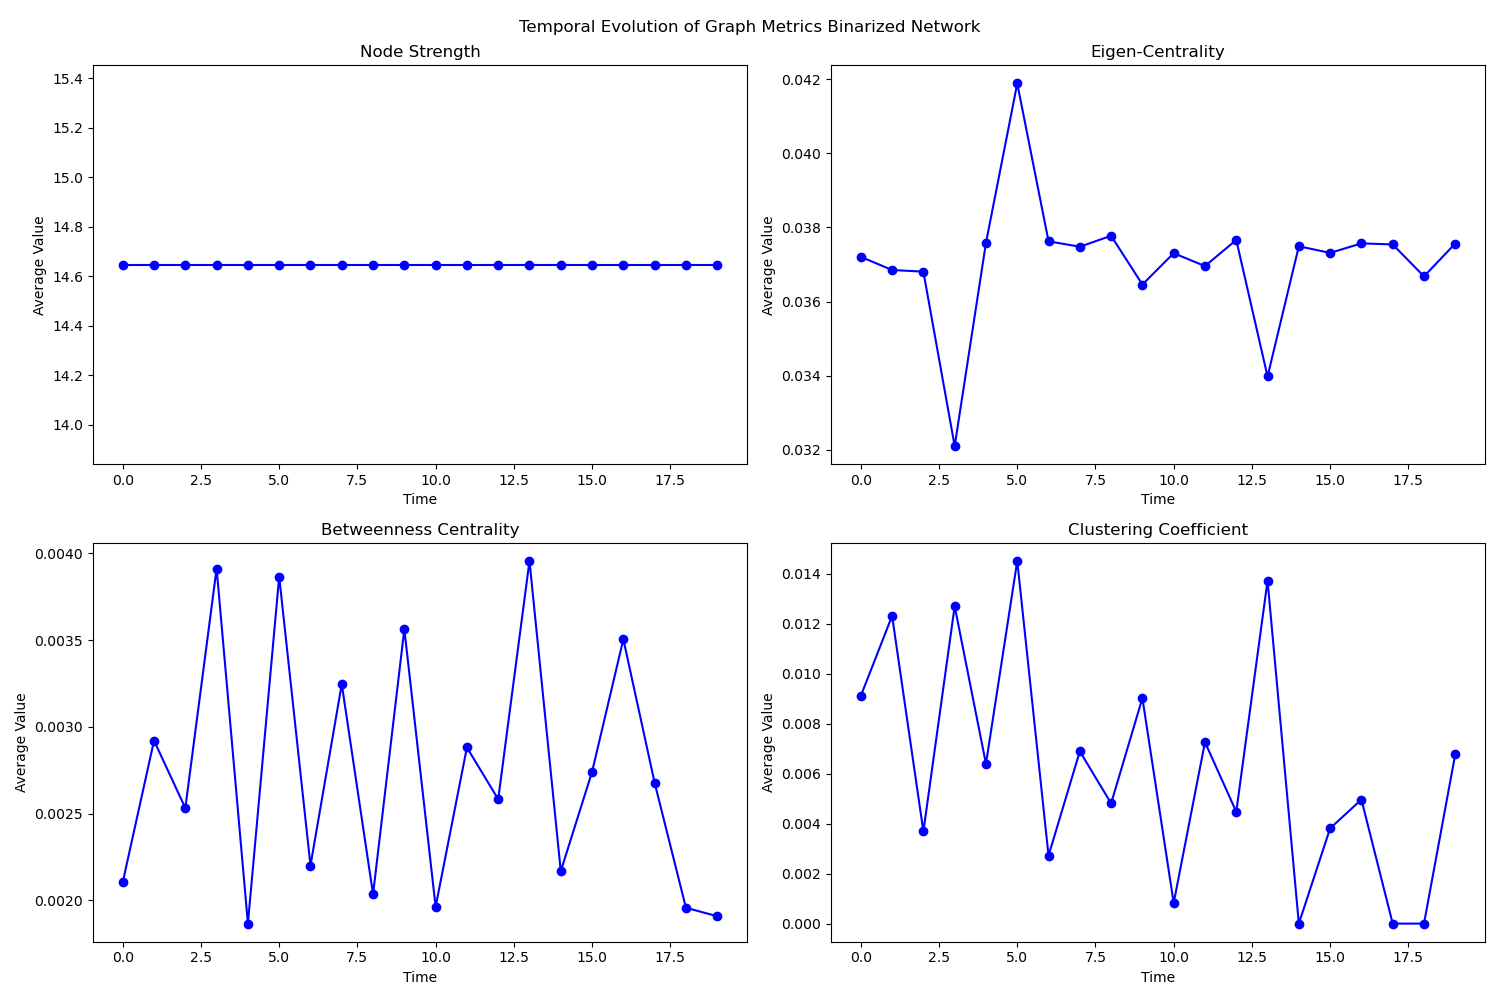 Temporal Evolution of Graph Metrics Binarized Network
Node Strength
15.4
15.2
15.0
14.8
14.6
14.4
14.2
14.0
Average Value
0.0 2.5 5.0 7.5 10.0 12.5 15.0 17.5
Time
Eigen-Centrality
0.042
0.040
0.038
0.036
0.034
0.032
Average Value
0.0 2.5 5.0 7.5 10.0 12.5 15.0 17.5
Time
Betweenness Centrality
0.0040
0.0035
0.0030
0.0025
0.0020
Average Value
0.0 2.5 5.0 7.5 10.0 12.5 15.0 17.5
Time
Clustering Coefficient
0.014
0.012
0.010
0.008
0.006
0.004
0.002
0.000
Average Value
0.0 2.5 5.0 7.5 10.0 12.5 15.0 17.5
Time